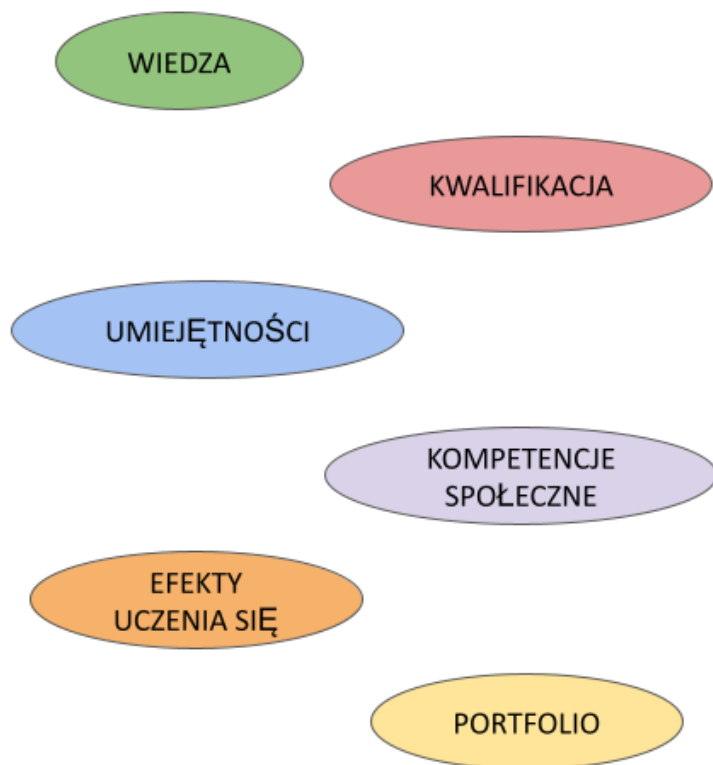 WIEDZA
KWALIFIKACJA
UMIEJĘTNOŚCI
KOMPETENCJE
SPOŁECZNE
EFEKTY
UCZENIA SIĘ
PORTFOLIO